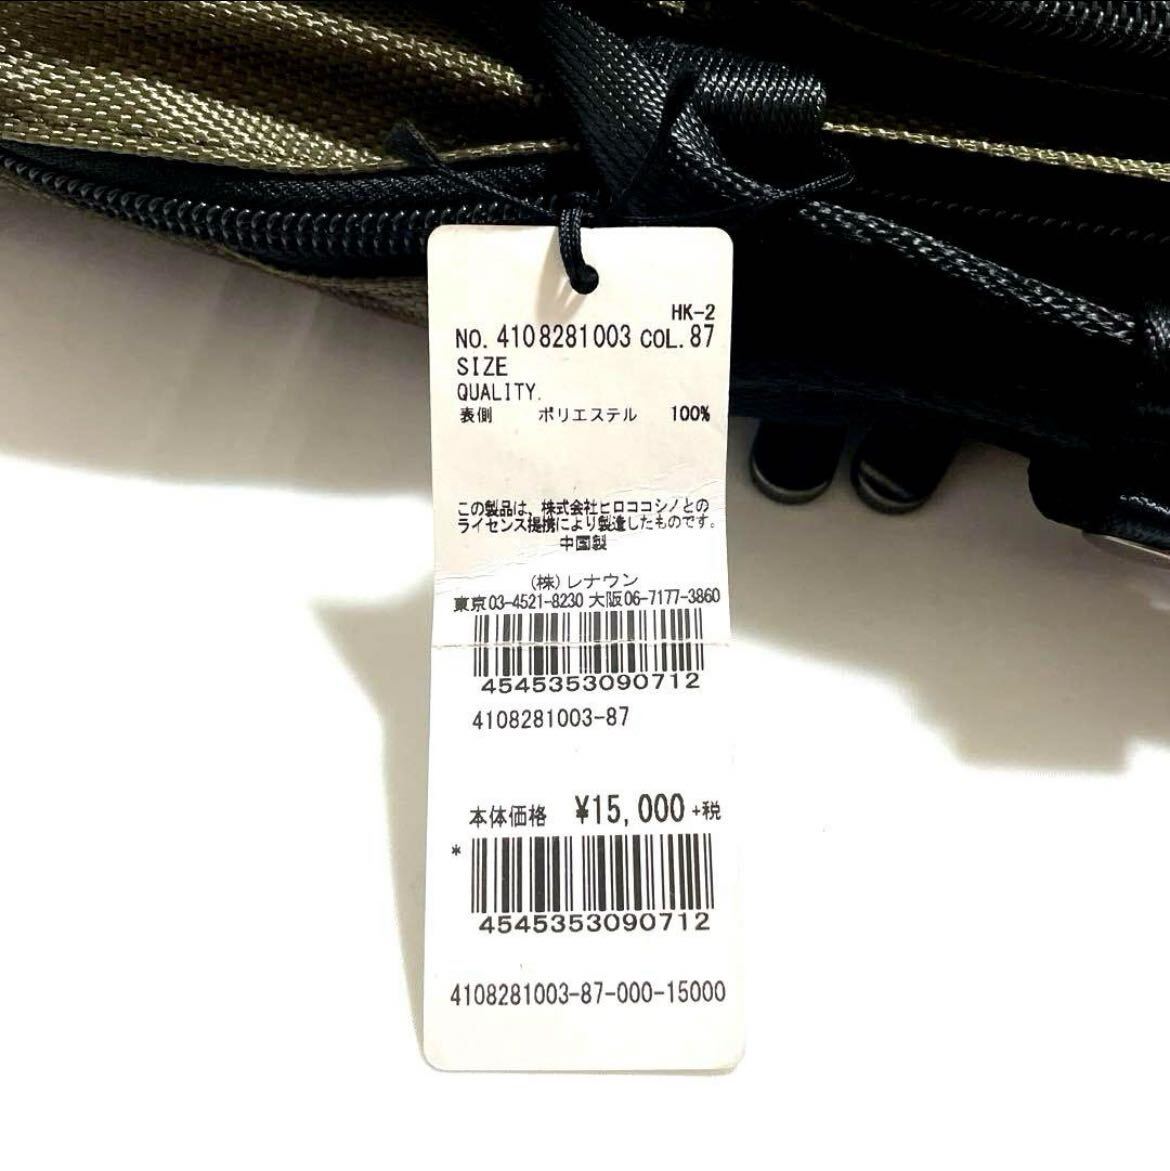 HK-2
NO. 4108281003 COL. 87
SIZE
QUALITY.
表側 ポリエステル 100%
この製品は、株式会社ヒロココシノとの
ライセンス提携により製造したものです。
中国製
(株)レナウン
東京03-4521-8230 大阪06-7177-3860
4545353090712
4108281003-87
本体価格 ¥15,000+税
*
4545353090712
4108281003-87-000-15000